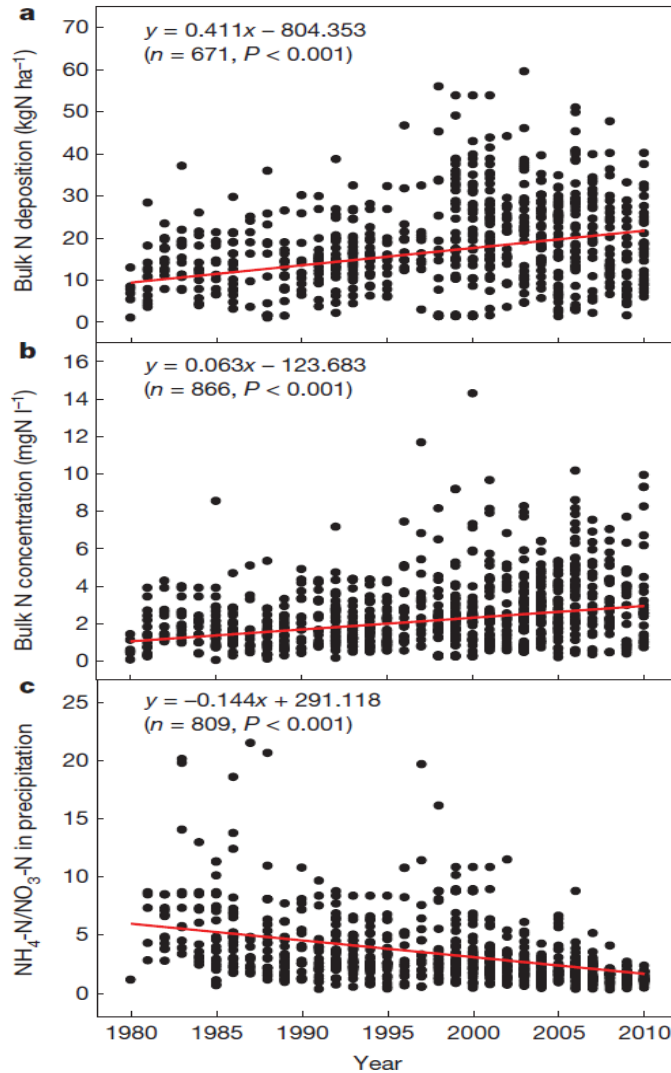 a
y = 0.411x – 804.353
(n = 671, P < 0.001)
Bulk N deposition (kgN ha⁻¹)
70
60
50
40
30
20
10
0
b
y = 0.063x – 123.683
(n = 866, P < 0.001)
Bulk N concentration (mgN l⁻¹)
16
14
12
10
8
6
4
2
0
c
y = –0.144x + 291.118
(n = 809, P < 0.001)
NH₄-N/NO₃-N in precipitation
25
20
15
10
5
0
1980 1985 1990 1995 2000 2005 2010
Year